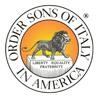 ORDER SONS OF ITALY
LIBERTY EQUALITY
FRATERNITY
IN AMERICA
®